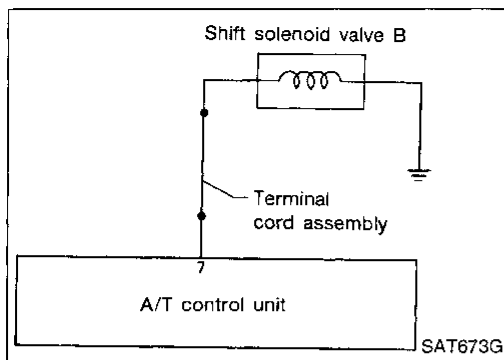 Shift solenoid valve B
Terminal
cord assembly
7
A/T control unit
SAT673G